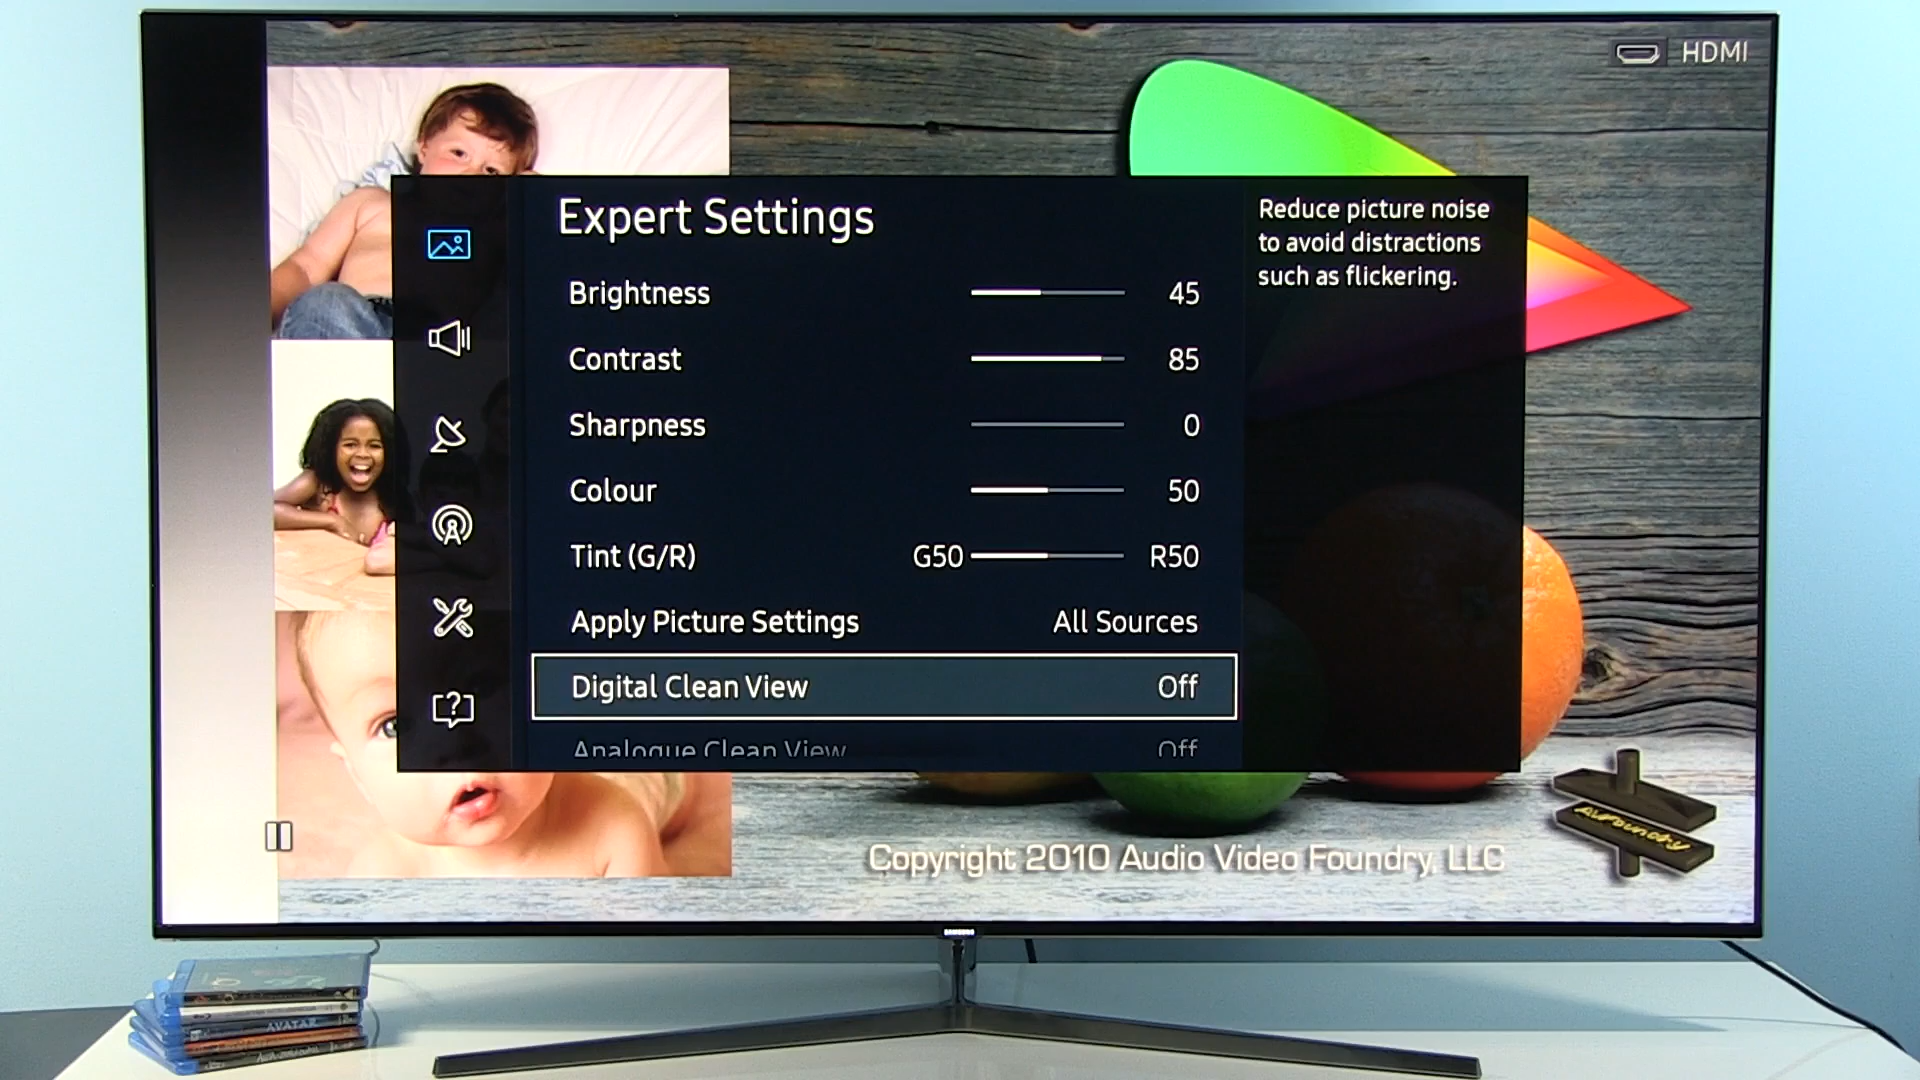 HDMI
Expert Settings
Brightness 45
Contrast 85
Sharpness 0
Colour 50
Tint (G/R) G50 R50
Apply Picture Settings All Sources
Digital Clean View Off
Analogue Clean View Off
Reduce picture noise
to avoid distractions
such as flickering.
AVFoundry
Copyright 2010 Audio Video Foundry, LLC
SAMSUNG
AVATAR